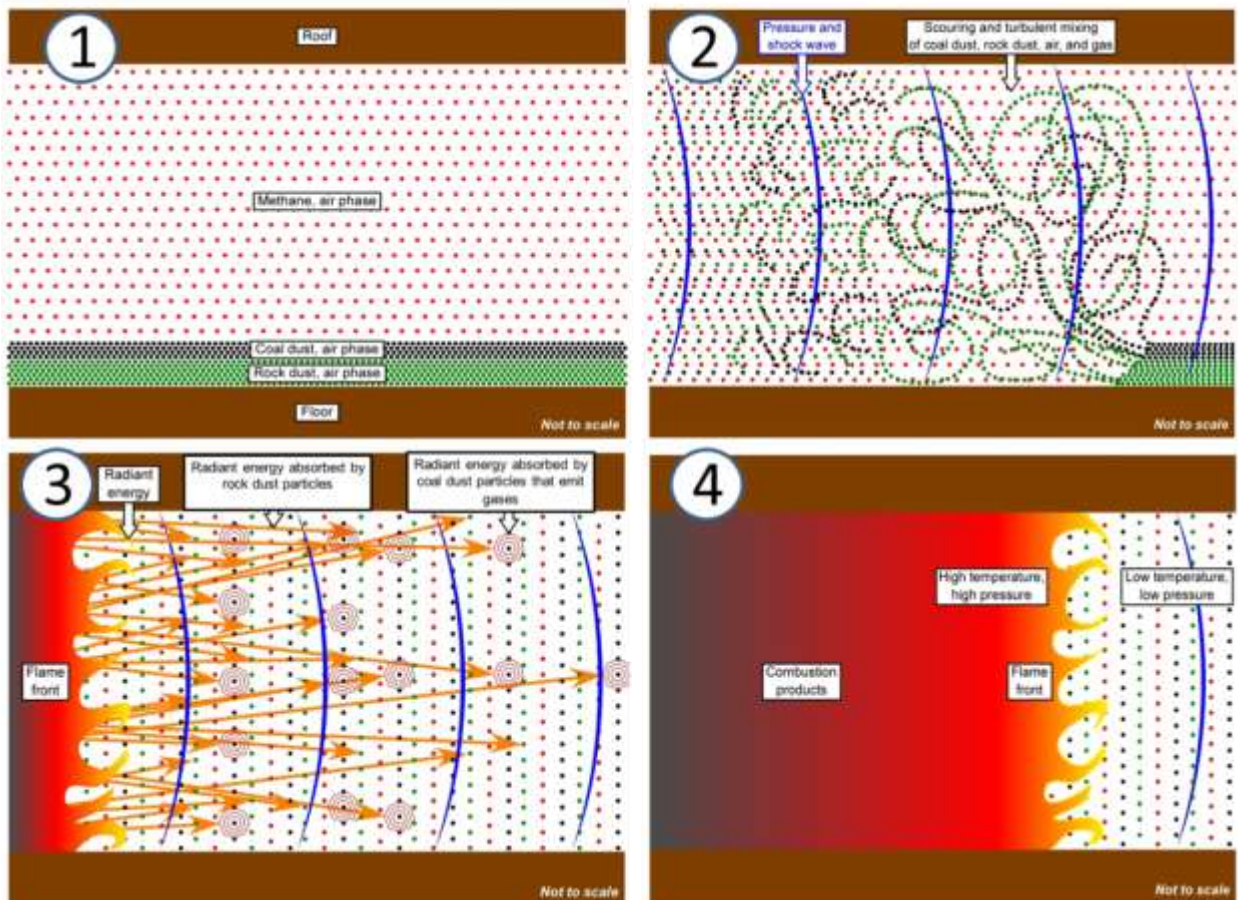 1
Roof
Methane, air phase
Coal dust, air phase
Rock dust, air phase
Floor
Not to scale
2
Pressure and
shock wave
Scouring and turbulent mixing
of coal dust, rock dust, air, and gas
Not to scale
3
Radiant
energy
Radiant energy absorbed by
rock dust particles
Radiant energy absorbed by
coal dust particles that emit
gases
Flame
front
Not to scale
4
High temperature,
high pressure
Low temperature,
low pressure
Combustion
products
Flame
front
Not to scale